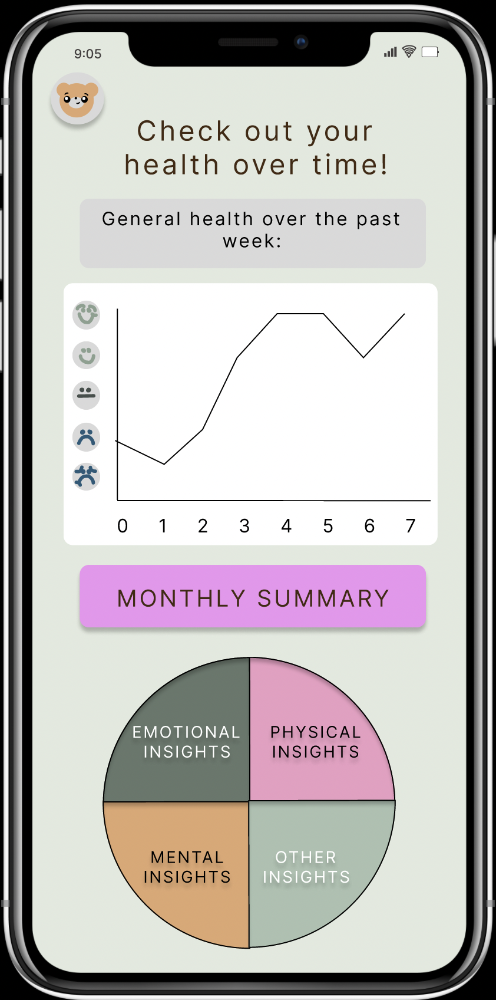 9:05
Check out your
health over time!
General health over the past
week:
0 1 2 3 4 5 6 7
MONTHLY SUMMARY
EMOTIONAL
INSIGHTS
PHYSICAL
INSIGHTS
MENTAL
INSIGHTS
OTHER
INSIGHTS